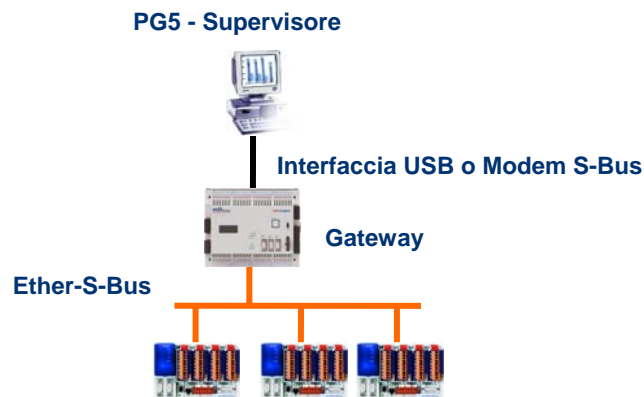 PG5 - Supervisore
Interfaccia USB o Modem S-Bus
Gateway
Ether-S-Bus